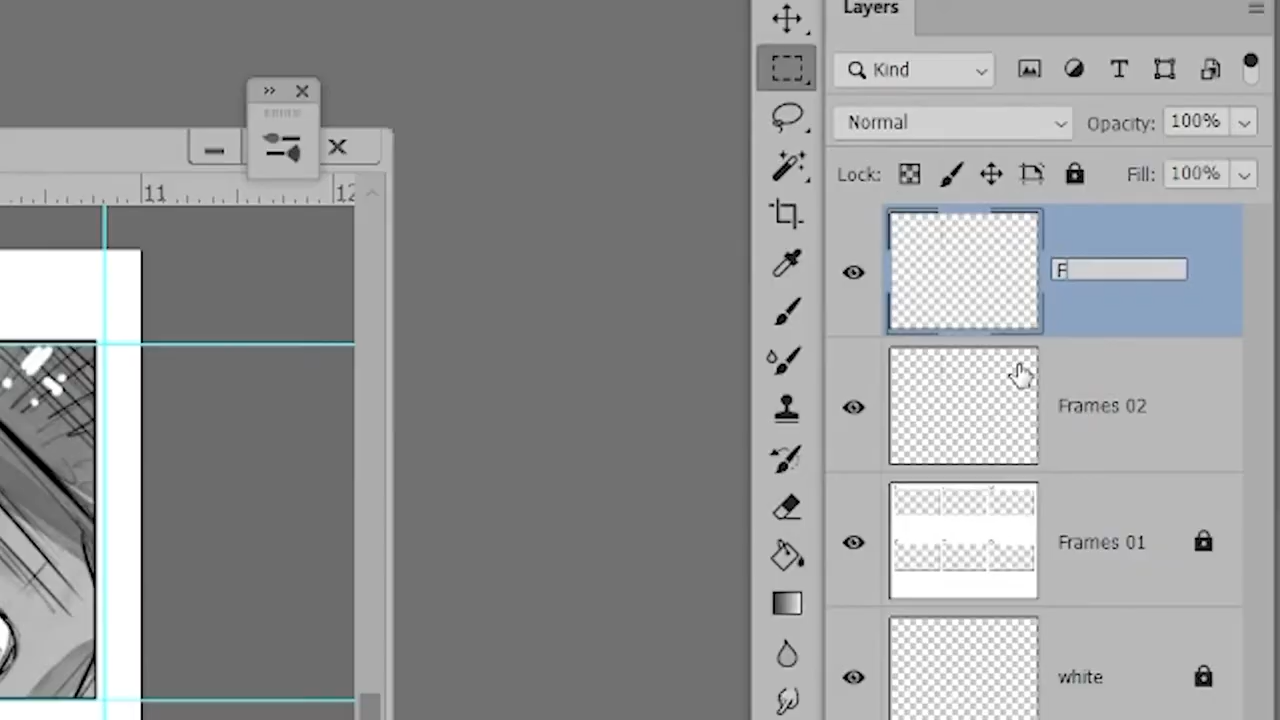 Layers
Kind
Normal
Opacity: 100%
Lock:
Fill: 100%
F
Frames 02
Frames 01
white
11
12